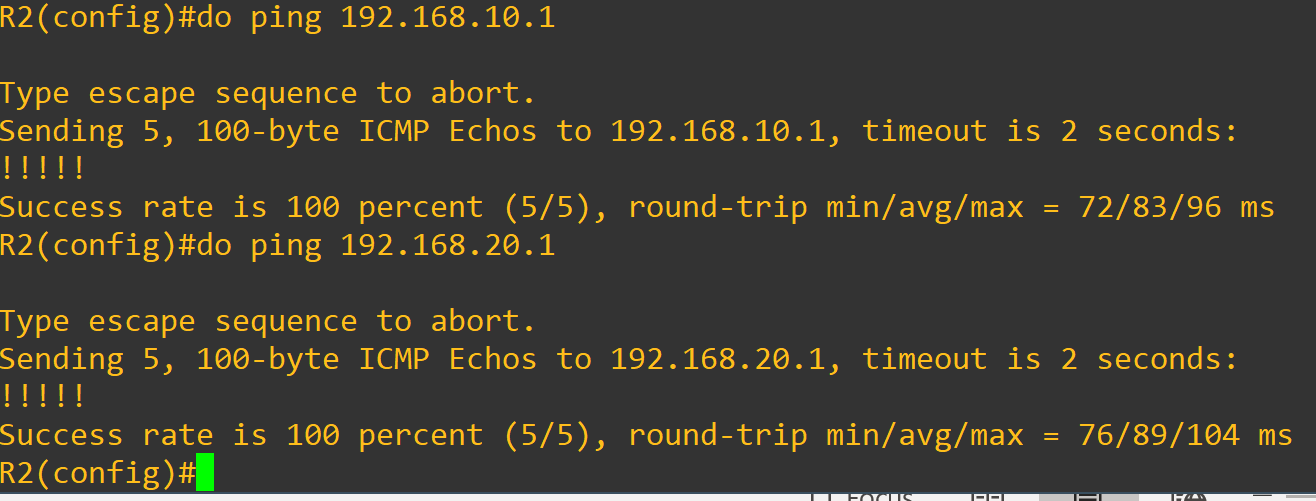 R2(config)#do ping 192.168.10.1
Type escape sequence to abort.
Sending 5, 100-byte ICMP Echos to 192.168.10.1, timeout is 2 seconds:
!!!!!
Success rate is 100 percent (5/5), round-trip min/avg/max = 72/83/96 ms
R2(config)#do ping 192.168.20.1
Type escape sequence to abort.
Sending 5, 100-byte ICMP Echos to 192.168.20.1, timeout is 2 seconds:
!!!!!
Success rate is 100 percent (5/5), round-trip min/avg/max = 76/89/104 ms
R2(config)#
FOCUS